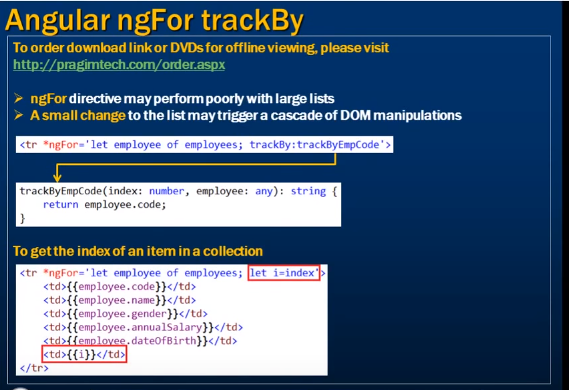 Angular ngFor trackBy
To order download link or DVDs for offline viewing, please visit
http://pragimtech.com/order.aspx
➢ ngFor directive may perform poorly with large lists
➢ A small change to the list may trigger a cascade of DOM manipulations
<tr *ngFor='let employee of employees; trackBy:trackByEmpCode'>
trackByEmpCode(index: number, employee: any): string {
return employee.code;
}
To get the index of an item in a collection
<tr *ngFor='let employee of employees; let i=index'>
<td>{{employee.code}}</td>
<td>{{employee.name}}</td>
<td>{{employee.gender}}</td>
<td>{{employee.annualSalary}}</td>
<td>{{employee.dateOfBirth}}</td>
<td>{{i}}</td>
</tr>